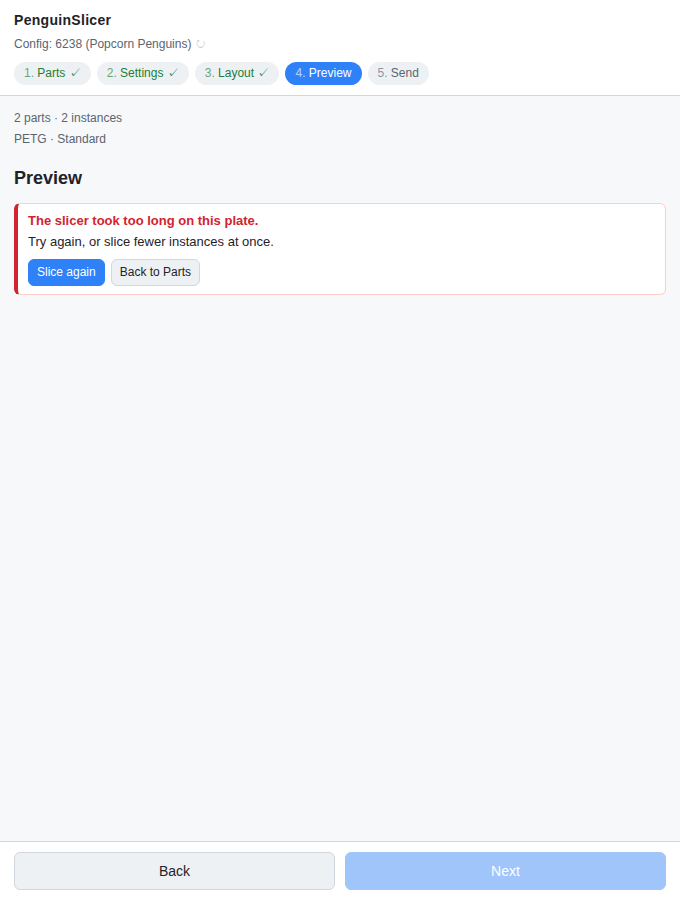 PenguinSlicer
Config: 6238 (Popcorn Penguins) ↻
1. Parts ✓ 2. Settings ✓ 3. Layout ✓ 4. Preview 5. Send
2 parts · 2 instances
PETG · Standard
Preview
The slicer took too long on this plate.
Try again, or slice fewer instances at once.
Slice again Back to Parts
Back Next